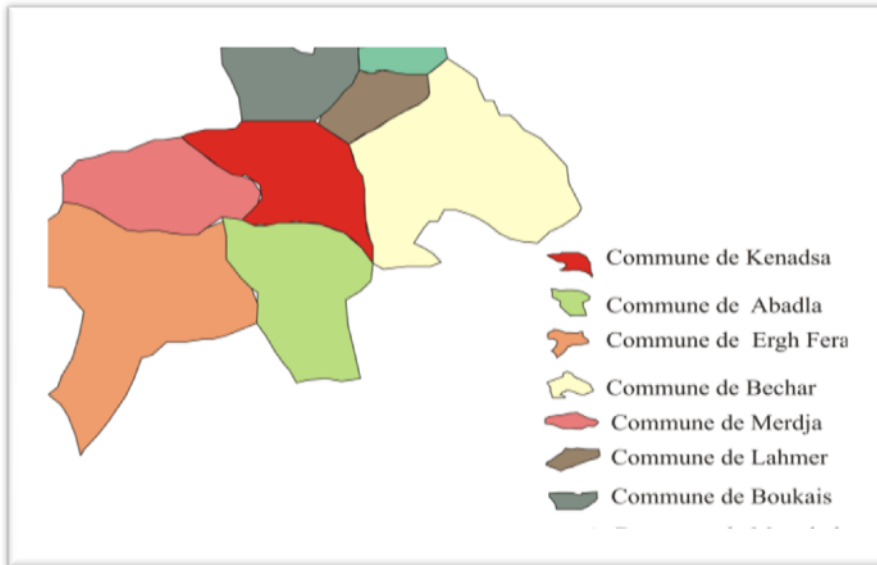 Commune de Kenadsa
Commune de Abadla
Commune de Ergh Fera
Commune de Bechar
Commune de Merdja
Commune de Lahmer
Commune de Boukais